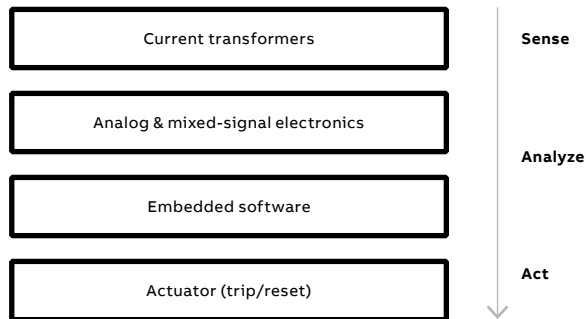 Current transformers
Sense
Analog & mixed-signal electronics
Analyze
Embedded software
Act
Actuator (trip/reset)